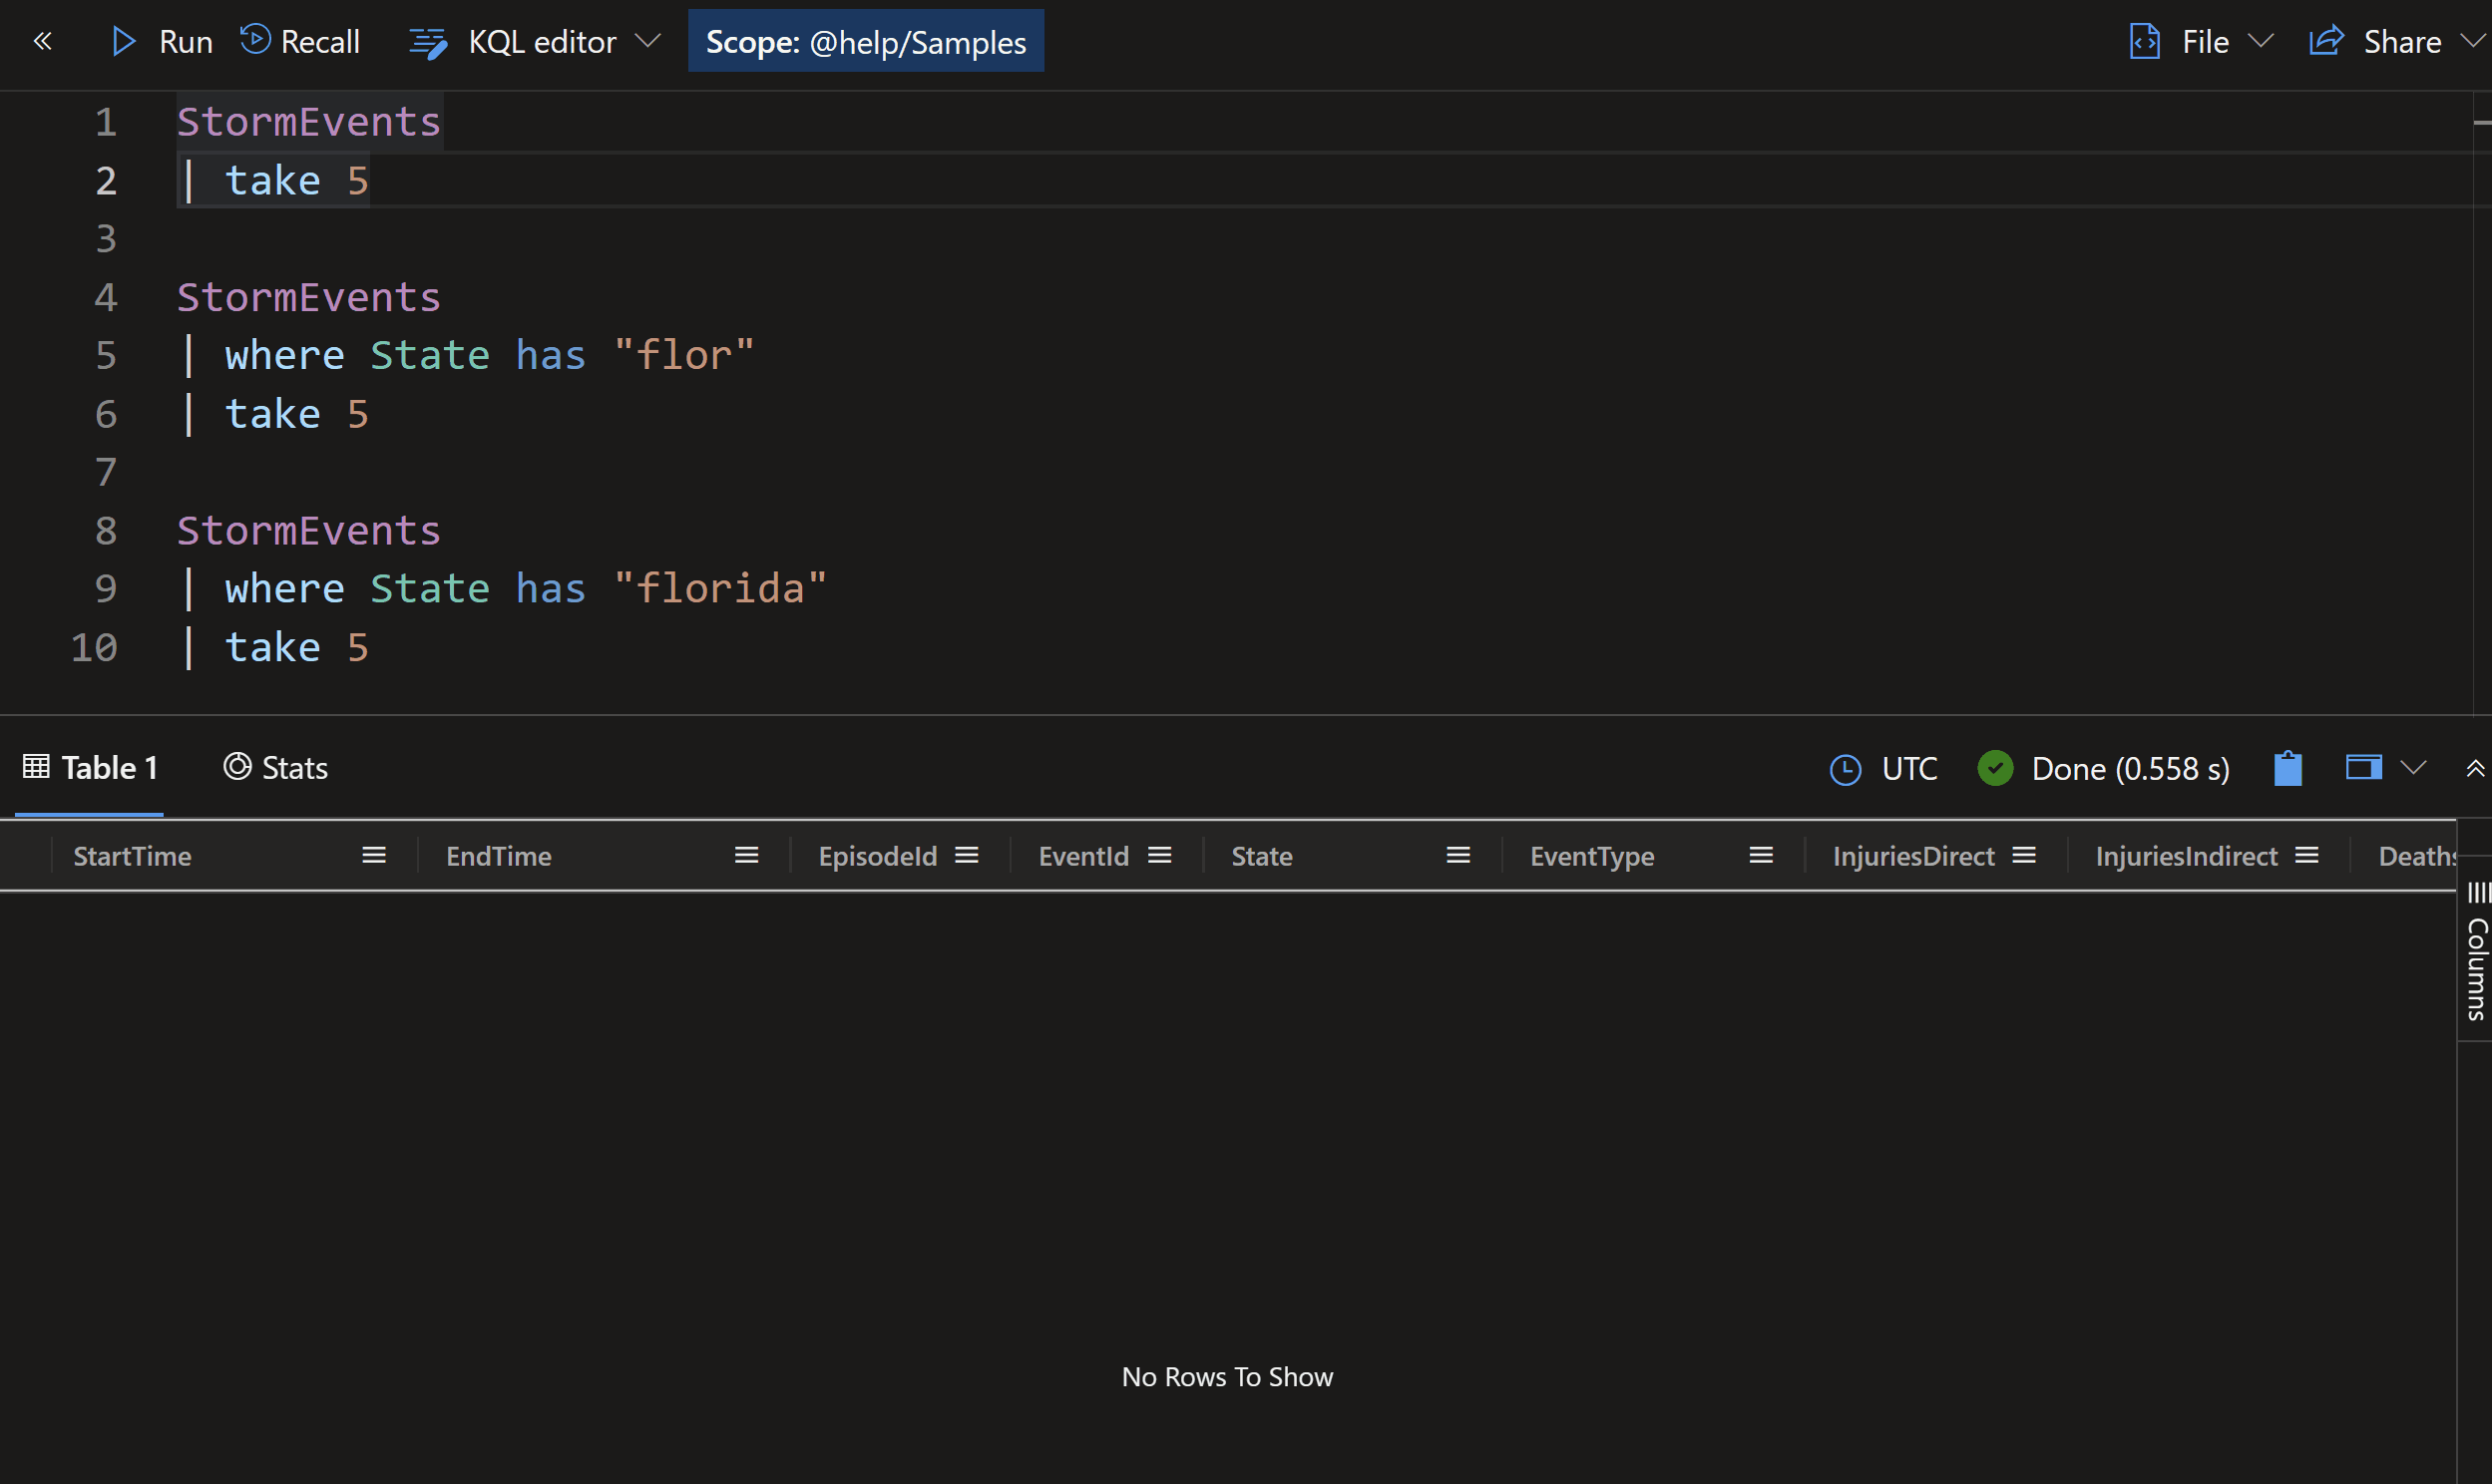 Run Recall KQL editor Scope: @help/Samples File Share
1 StormEvents
2 | take 5
3
4 StormEvents
5 | where State has "flor"
6 | take 5
7
8 StormEvents
9 | where State has "florida"
10 | take 5
Table 1 Stats UTC Done (0.558 s)
StartTime EndTime EpisodeId EventId State EventType InjuriesDirect InjuriesIndirect Deaths
Columns
No Rows To Show